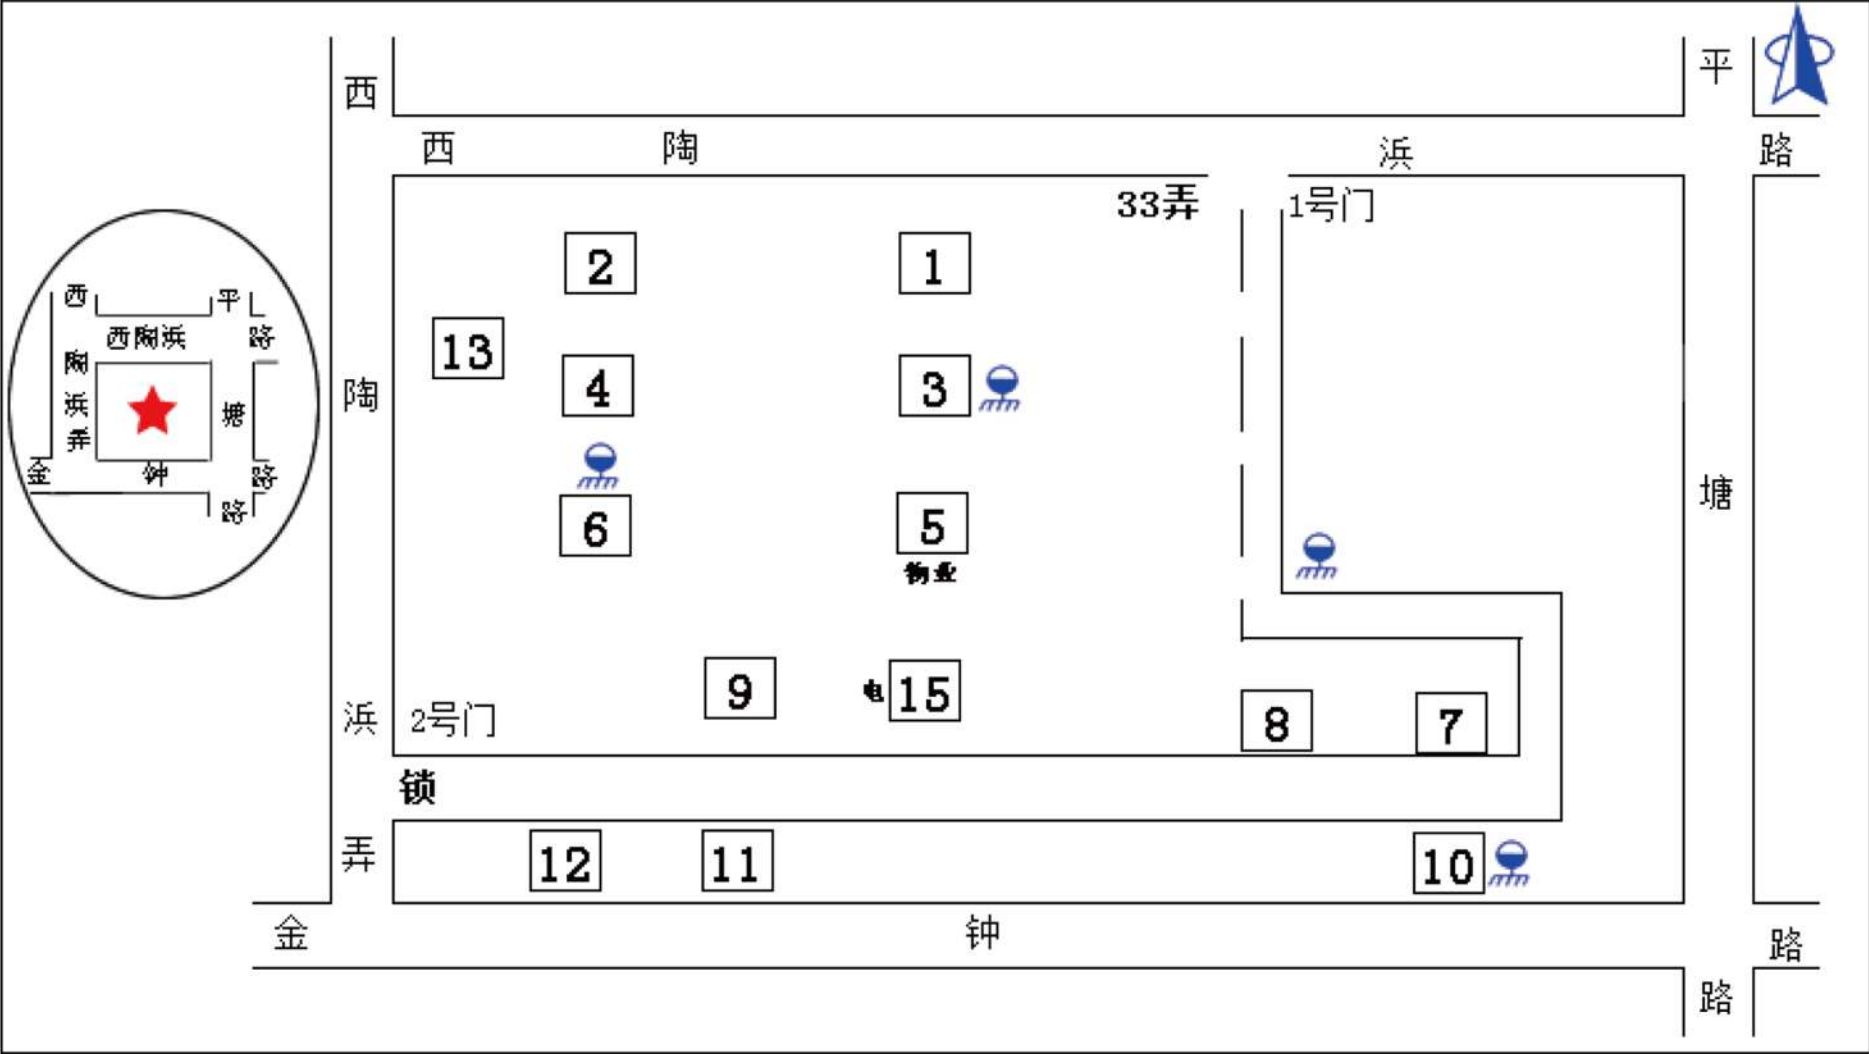 西
平
西 陶 浜 路
33弄 1号门
2 1
13
4 3
陶
6 5
物业
塘
9 电 15
8 7
浜 2号门
锁
弄 12 11 10
金 钟 路
路
西 平
西陶浜 路
陶
浜 塘
弄
金 钟 路
路